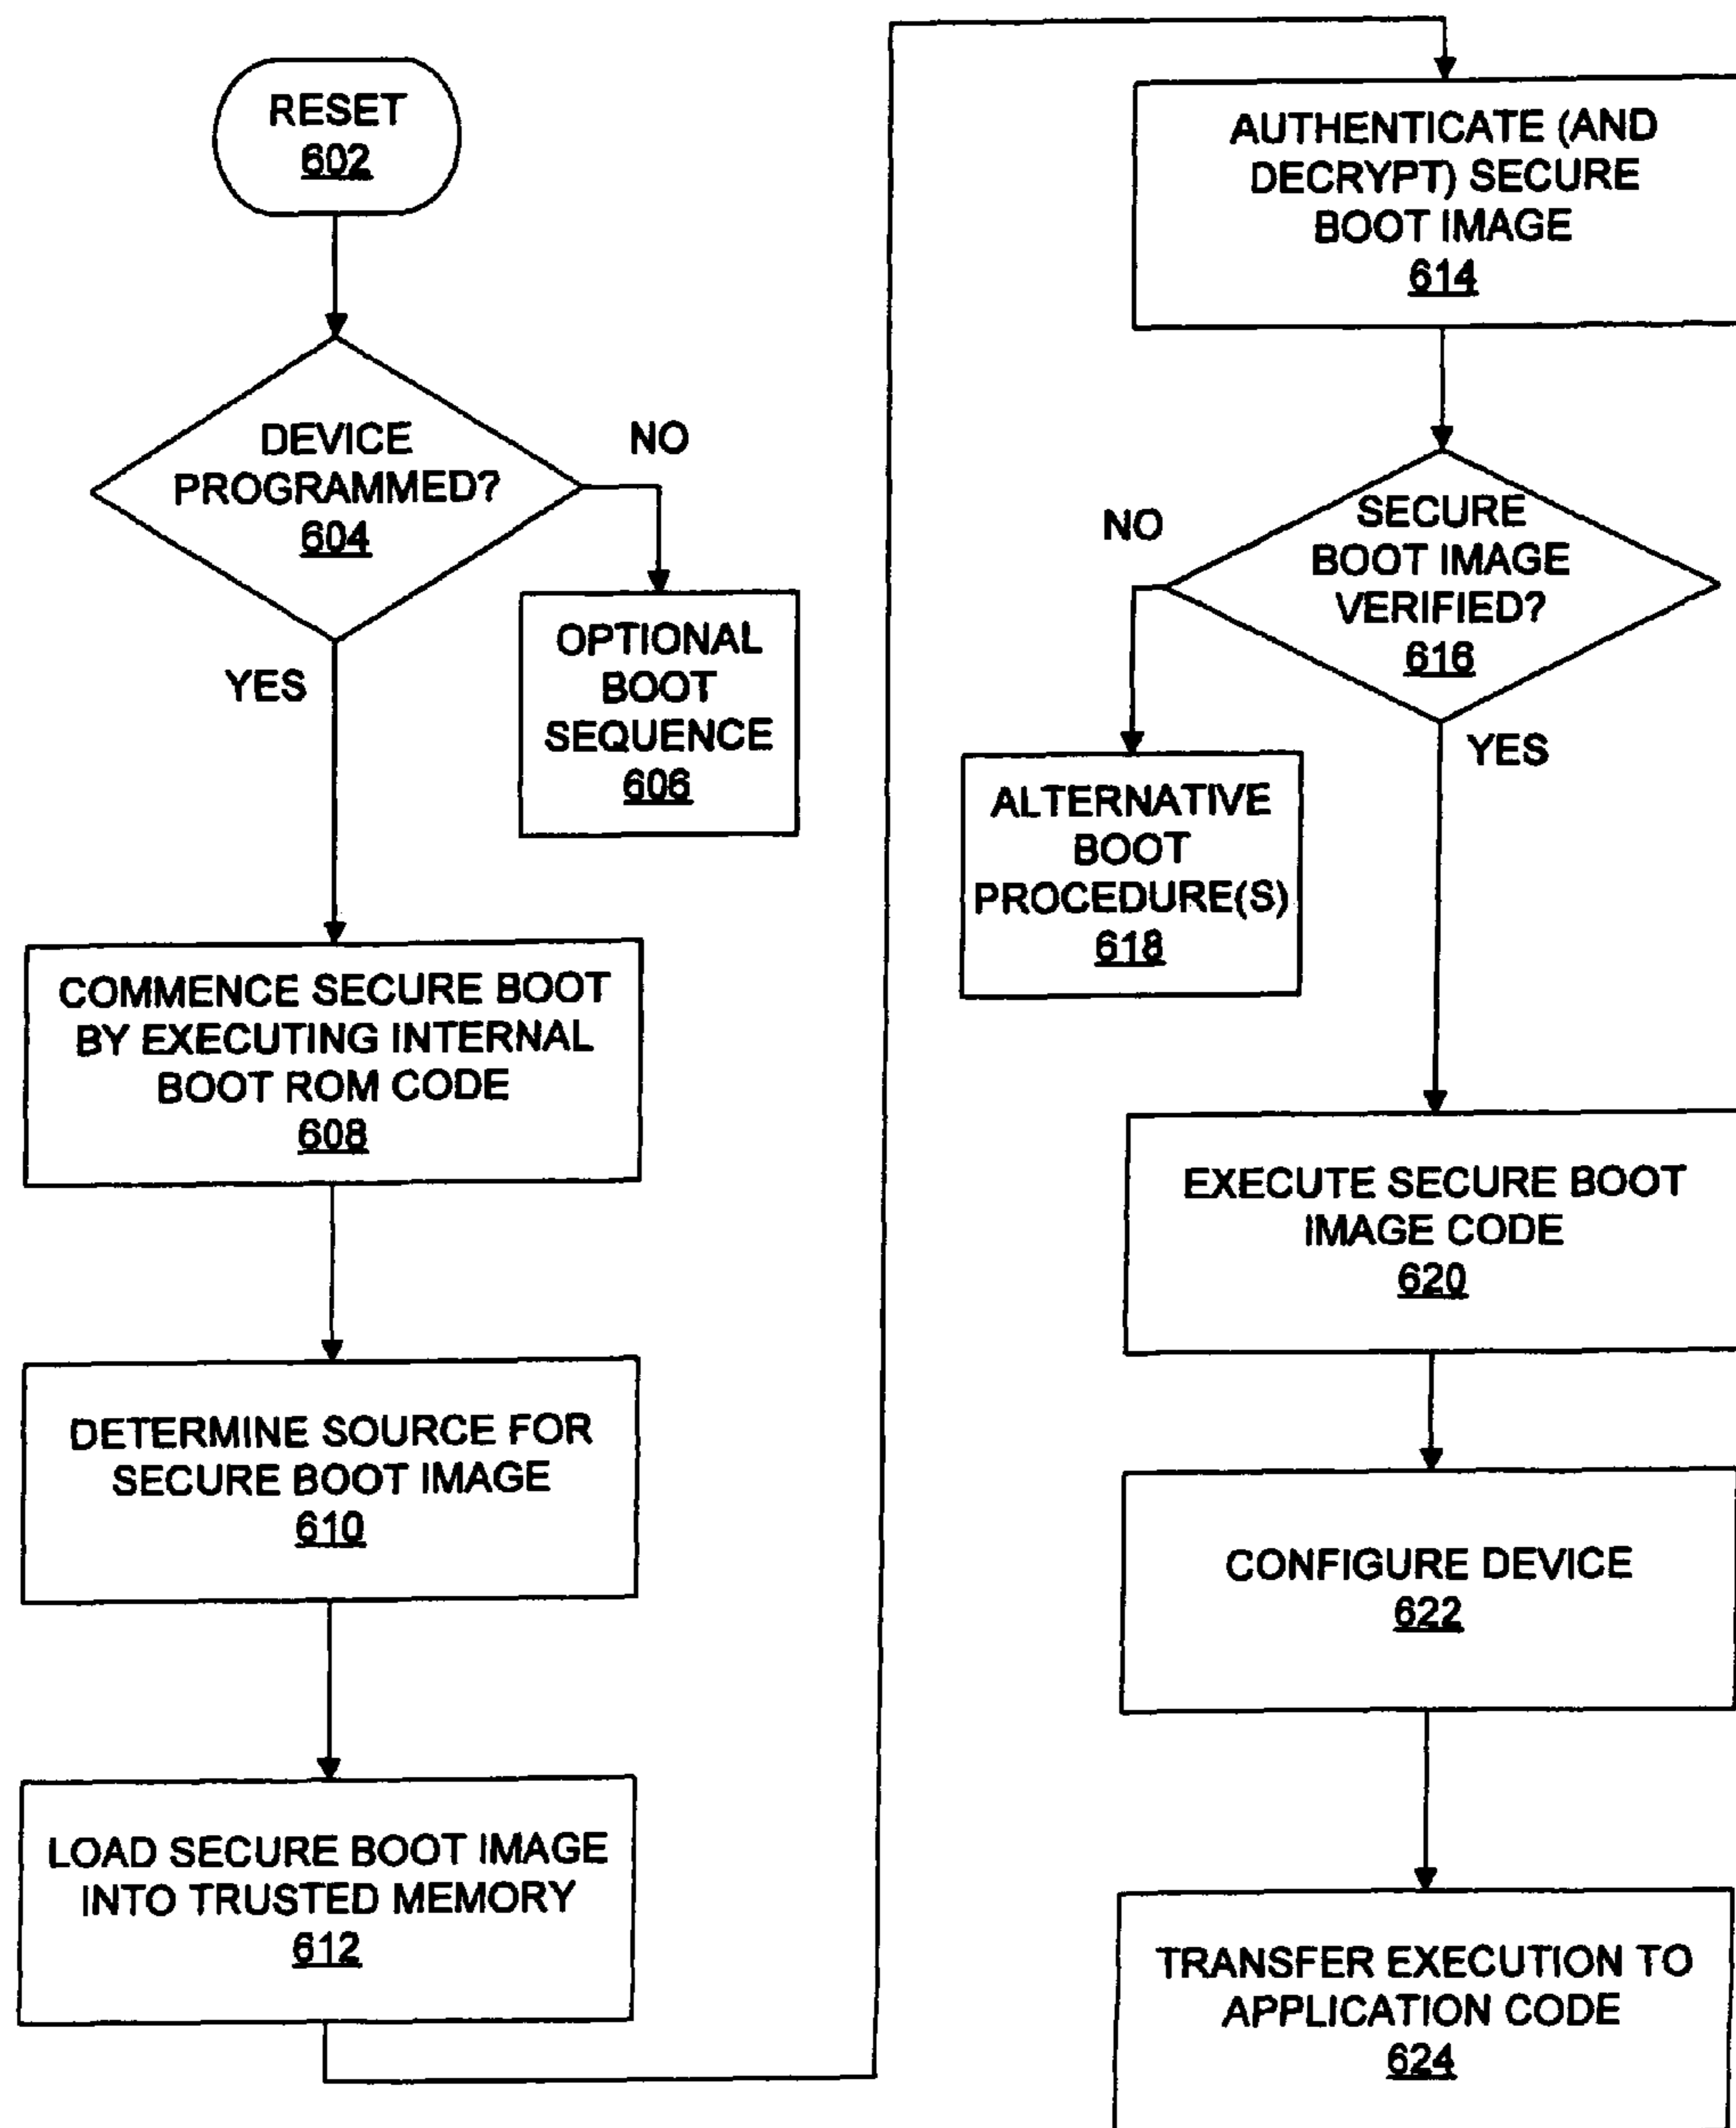 RESET
602
DEVICE
PROGRAMMED?
604
NO
OPTIONAL
BOOT
SEQUENCE
606
YES
COMMENCE SECURE BOOT
BY EXECUTING INTERNAL
BOOT ROM CODE
608
DETERMINE SOURCE FOR
SECURE BOOT IMAGE
610
LOAD SECURE BOOT IMAGE
INTO TRUSTED MEMORY
612
AUTHENTICATE (AND
DECRYPT) SECURE
BOOT IMAGE
614
SECURE
BOOT IMAGE
VERIFIED?
616
NO
ALTERNATIVE
BOOT
PROCEDURE(S)
618
YES
EXECUTE SECURE BOOT
IMAGE CODE
620
CONFIGURE DEVICE
622
TRANSFER EXECUTION TO
APPLICATION CODE
624